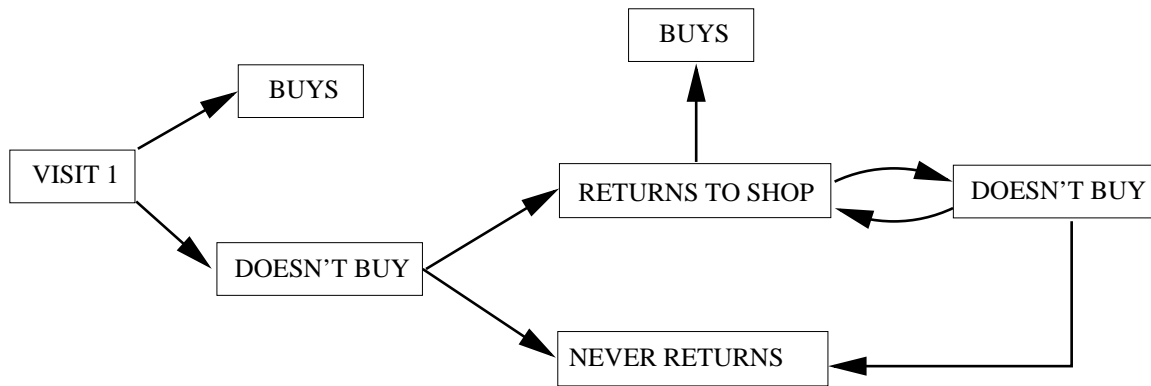 BUYS
BUYS
VISIT 1
RETURNS TO SHOP
DOESN'T BUY
DOESN'T BUY
NEVER RETURNS